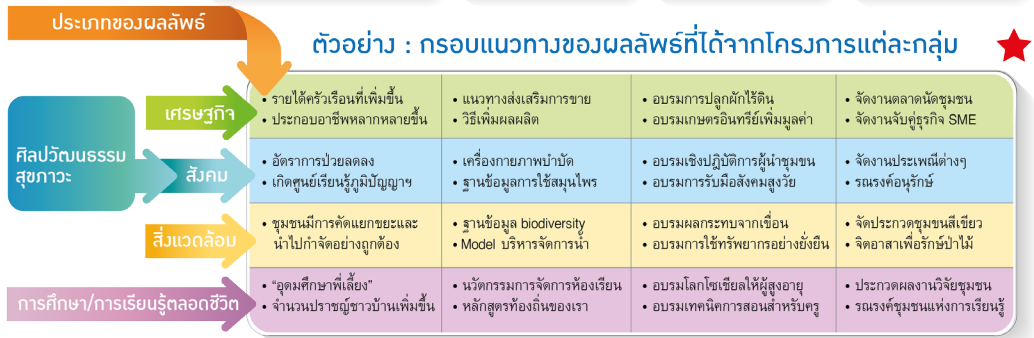 ประเภทของผลลัพธ์
ตัวอย่าง : กรอบแนวทางของผลลัพธ์ที่ได้จากโครงการแต่ละกลุ่ม
ศิลปวัฒนธรรม
สุขภาวะ
เศรษฐกิจ
• รายได้ครัวเรือนที่เพิ่มขึ้น
• ประกอบอาชีพหลากหลายขึ้น
• แนวทางส่งเสริมการขาย
• วิธีเพิ่มผลผลิต
• อบรมการปลูกผักไร้ดิน
• อบรมเกษตรอินทรีย์เพิ่มมูลค่า
• จัดงานตลาดนัดชุมชน
• จัดงานจับคู่ธุรกิจ SME
สังคม
• อัตราการป่วยลดลง
• เกิดศูนย์เรียนรู้ภูมิปัญญาฯ
• เครื่องกายภาพบำบัด
• ฐานข้อมูลการใช้สมุนไพร
• อบรมเชิงปฏิบัติการผู้นำชุมขน
• อบรมการรับมือสังคมสูงวัย
• จัดงานประเพณีต่างๆ
• รณรงค์อนุรักษ์
สิ่งแวดล้อม
• ชุมชนมีการคัดแยกขยะและ
นำไปกำจัดอย่างถูกต้อง
• ฐานข้อมูล biodiversity
• Model บริหารจัดการน้ำ
• อบรมผลกระทบจากเขื่อน
• อบรมการใช้ทรัพยากรอย่างยั่งยืน
• จัดประกวดชุมชนสีเขียว
• จิตอาสาเพื่อรักษ์ป่าไม้
การศึกษา/การเรียนรู้ตลอดชีวิต
• “อุดมศึกษาพี่เลี้ยง”
• จำนวนปราชญ์ชาวบ้านเพิ่มขึ้น
• นวัตกรรมการจัดการห้องเรียน
• หลักสูตรท้องถิ่นของเรา
• อบรมโลกโซเชียลให้ผู้สูงอายุ
• อบรมเทคนิคการสอนสำหรับครู
• ประกวดผลงานวิจัยชุมชน
• รณรงค์ชุมชนแห่งการเรียนรู้